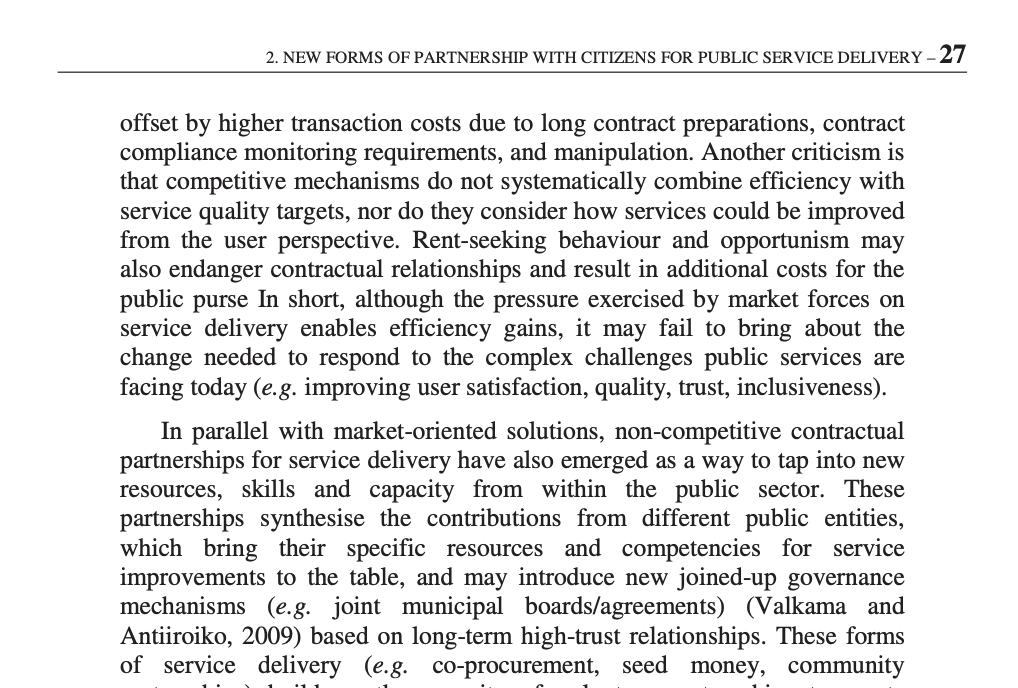 2. NEW FORMS OF PARTNERSHIP WITH CITIZENS FOR PUBLIC SERVICE DELIVERY – 27
offset by higher transaction costs due to long contract preparations, contract
compliance monitoring requirements, and manipulation. Another criticism is
that competitive mechanisms do not systematically combine efficiency with
service quality targets, nor do they consider how services could be improved
from the user perspective. Rent-seeking behaviour and opportunism may
also endanger contractual relationships and result in additional costs for the
public purse In short, although the pressure exercised by market forces on
service delivery enables efficiency gains, it may fail to bring about the
change needed to respond to the complex challenges public services are
facing today (e.g. improving user satisfaction, quality, trust, inclusiveness).
In parallel with market-oriented solutions, non-competitive contractual
partnerships for service delivery have also emerged as a way to tap into new
resources, skills and capacity from within the public sector. These
partnerships synthesise the contributions from different public entities,
which bring their specific resources and competencies for service
improvements to the table, and may introduce new joined-up governance
mechanisms (e.g. joint municipal boards/agreements) (Valkama and
Antiiroiko, 2009) based on long-term high-trust relationships. These forms
of service delivery (e.g. co-procurement, seed money, community